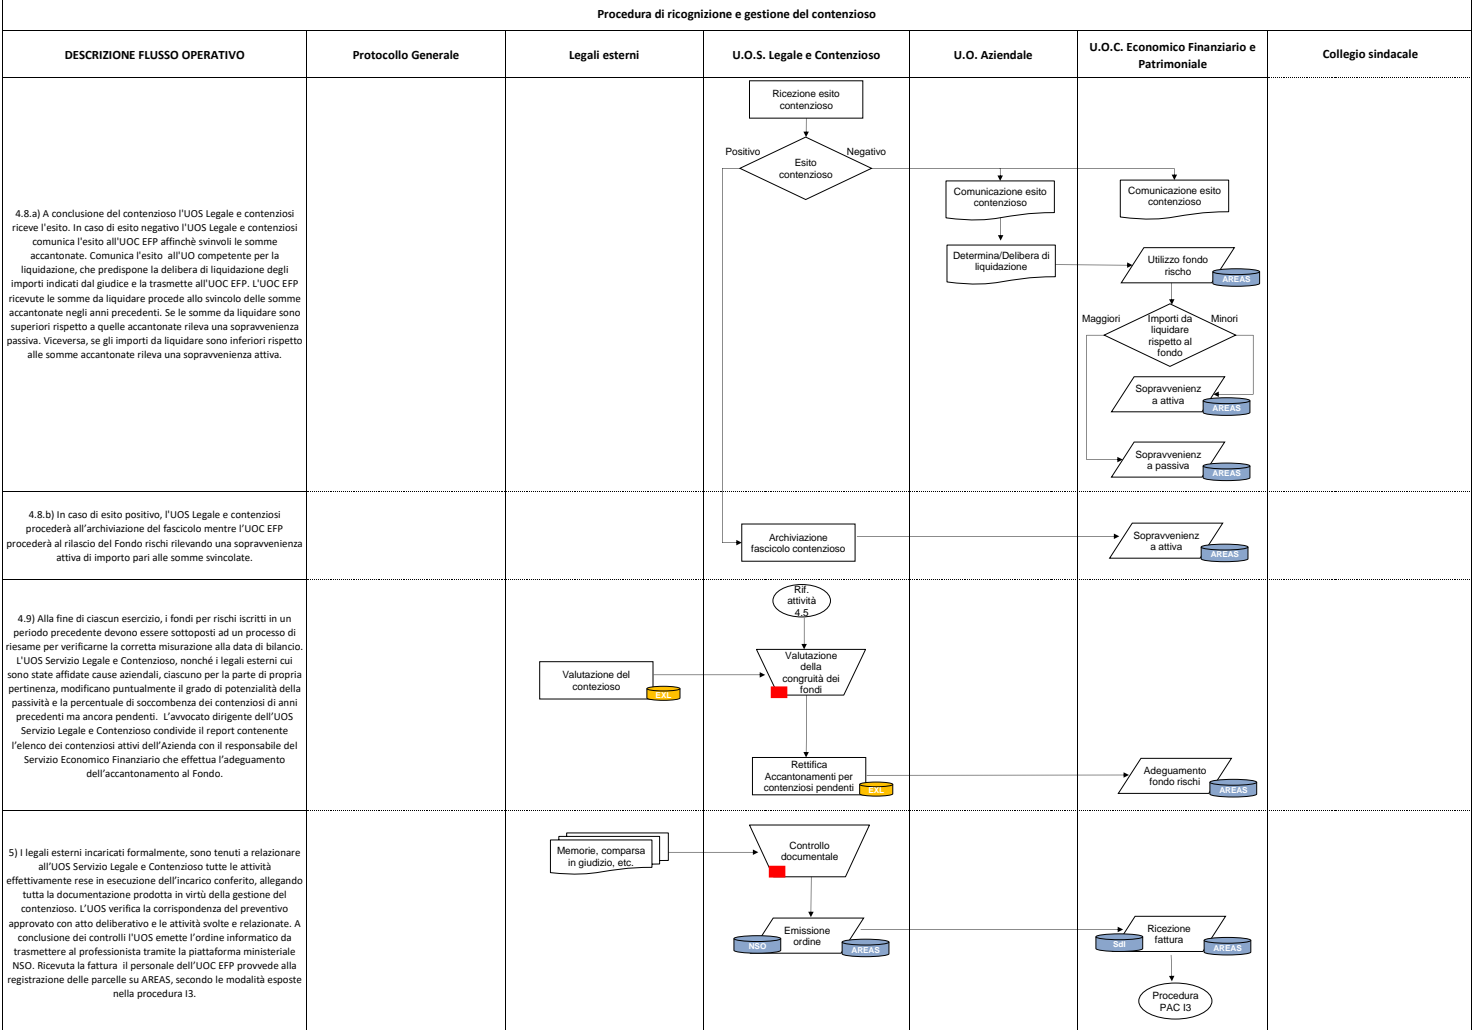 Procedura di ricognizione e gestione del contenzioso
DESCRIZIONE FLUSSO OPERATIVO
Protocollo Generale
Legali esterni
U.O.S. Legale e Contenzioso
U.O. Aziendale
U.O.C. Economico Finanziario e
Patrimoniale
Collegio sindacale
4.8.a) A conclusione del contenzioso l'UOS Legale e contenziosi
riceve l'esito. In caso di esito negativo l'UOS Legale e contenziosi
comunica l'esito all'UOC EFP affinchè svinvoli le somme
accantonate. Comunica l'esito  all'UO competente per la
liquidazione, che predispone la delibera di liquidazione degli
importi indicati dal giudice e la trasmette all'UOC EFP. L'UOC EFP
ricevute le somme da liquidare procede allo svincolo delle somme
accantonate negli anni precedenti. Se le somme da liquidare sono
superiori rispetto a quelle accantonate rileva una sopravvenienza
passiva. Viceversa, se gli importi da liquidare sono inferiori rispetto
alle somme accantonate rileva una sopravvenienza attiva.
Ricezione esito
contenzioso
Positivo
Negativo
Esito
contenzioso
Comunicazione esito
contenzioso
Comunicazione esito
contenzioso
Determina/Delibera di
liquidazione
Utilizzo fondo
rischo
AREAS
Maggiori
Minori
Importi da
liquidare
rispetto al
fondo
Sopravvenienz
a attiva
AREAS
Sopravvenienz
a passiva
AREAS
4.8.b) In caso di esito positivo, l'UOS Legale e contenziosi
procederà all'archiviazione del fascicolo mentre l'UOC EFP
procederà al rilascio del Fondo rischi rilevando una sopravvenienza
attiva di importo pari alle somme svincolate.
Archiviazione
fascicolo contenzioso
Sopravvenienz
a attiva
AREAS
4.9) Alla fine di ciascun esercizio, i fondi per rischi iscritti in un
periodo precedente devono essere sottoposti ad un processo di
riesame per verificarne la corretta misurazione alla data di bilancio.
L'UOS Servizio Legale e Contenzioso, nonché i legali esterni cui
sono state affidate cause aziendali, ciascuno per la parte di propria
pertinenza, modificano puntualmente il grado di potenzialità della
passività e la percentuale di soccombenza dei contenziosi di anni
precedenti ma ancora pendenti.  L'avvocato dirigente dell'UOS
Servizio Legale e Contenzioso condivide il report contenente
l'elenco dei contenziosi attivi dell'Azienda con il responsabile del
Servizio Economico Finanziario che effettua l'adeguamento
dell'accantonamento al Fondo.
Rif.
attività
4.5
Valutazione del
contezioso
EXL
Valutazione
della
congruità dei
fondi
Rettifica
Accantonamenti per
contenziosi pendenti
EXL
Adeguamento
fondo rischi
AREAS
5) I legali esterni incaricati formalmente, sono tenuti a relazionare
all'UOS Servizio Legale e Contenzioso tutte le attività
effettivamente rese in esecuzione dell'incarico conferito, allegando
tutta la documentazione prodotta in virtù della gestione del
contenzioso. L'UOS verifica la corrispondenza del preventivo
approvato con atto deliberativo e le attività svolte e relazionate. A
conclusione dei controlli l'UOS emette l'ordine informatico da
trasmettere al professionista tramite la piattaforma ministeriale
NSO. Ricevuta la fattura  il personale dell'UOC EFP provvede alla
registrazione delle parcelle su AREAS, secondo le modalità esposte
nella procedura I3.
Memorie, comparsa
in giudizio, etc.
Controllo
documentale
Emissione
ordine
NSO
AREAS
Ricezione
fattura
SdI
AREAS
Procedura
PAC I3